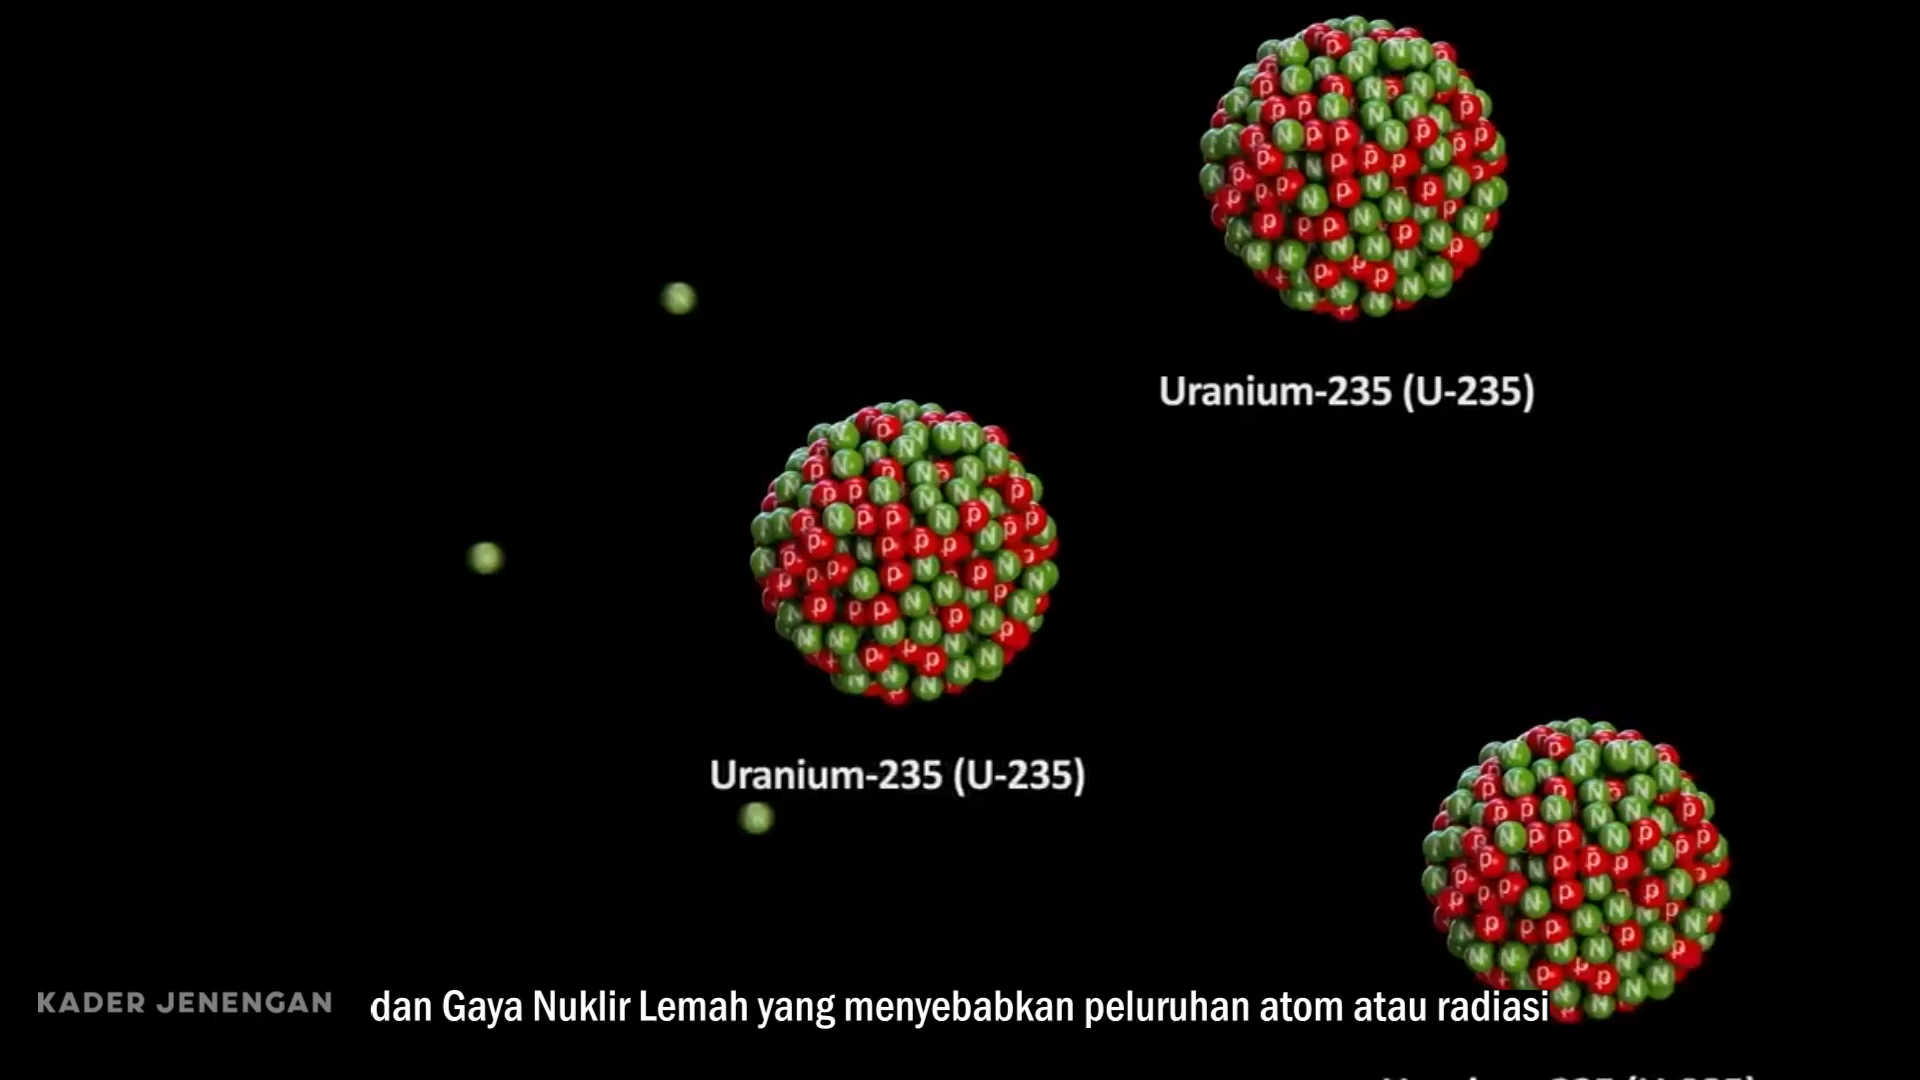 Uranium-235 (U-235)
Uranium-235 (U-235)
KADER JENENGAN
dan Gaya Nuklir Lemah yang menyebabkan peluruhan atom atau radiasi